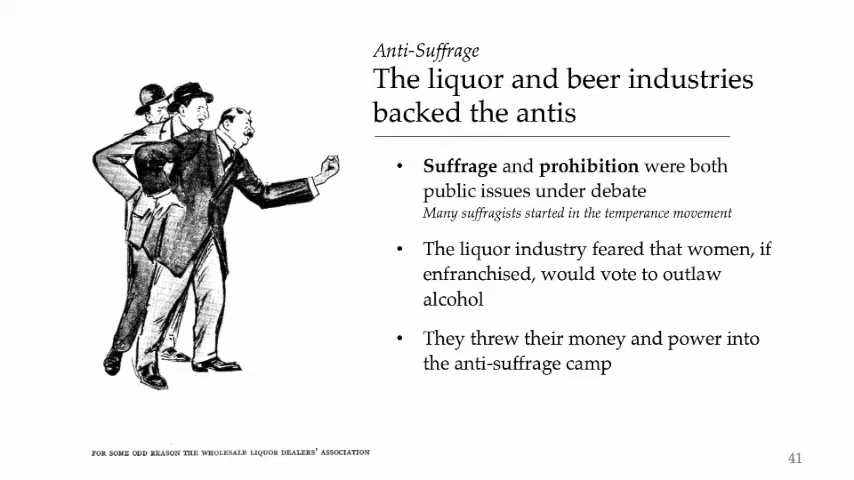 Anti-Suffrage
The liquor and beer industries
backed the antis
• Suffrage and prohibition were both
public issues under debate
Many suffragists started in the temperance movement
• The liquor industry feared that women, if
enfranchised, would vote to outlaw
alcohol
• They threw their money and power into
the anti-suffrage camp
FOR SOME ODD REASON THE WHOLESALE LIQUOR DEALERS' ASSOCIATION
41